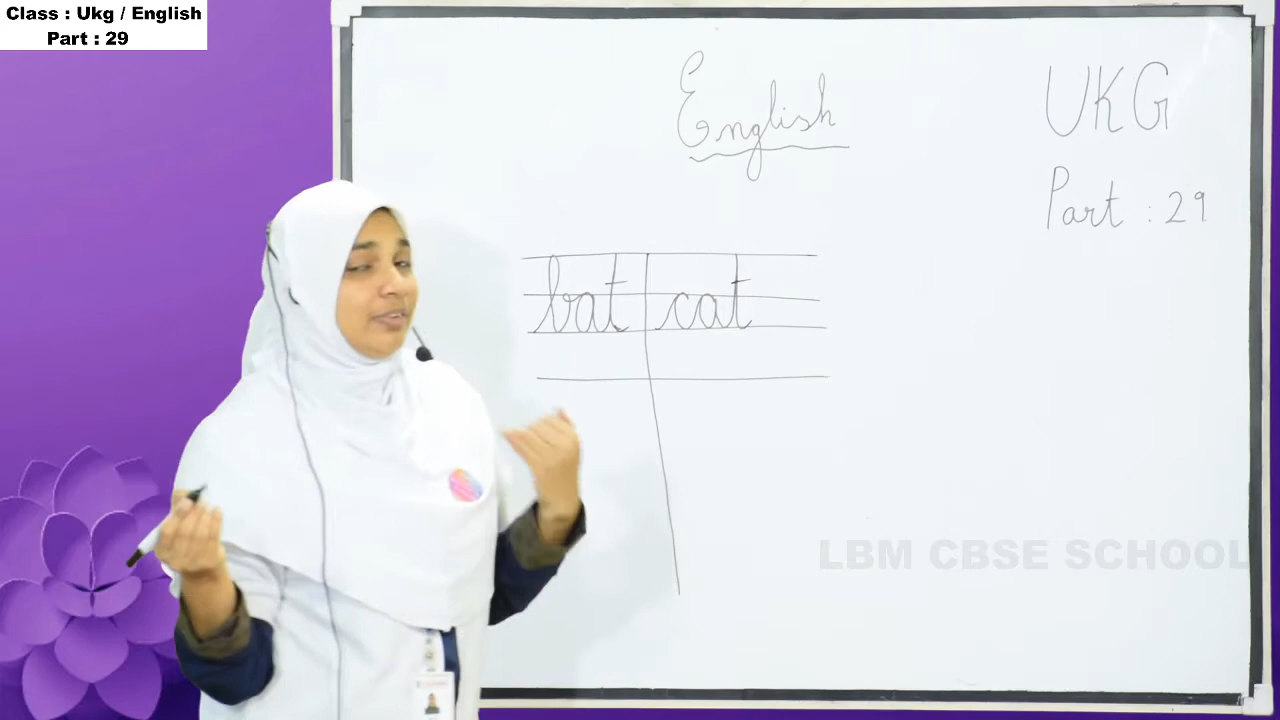 Class : Ukg / English
Part : 29
English
UKG
Part : 29
bat cat
LBM CBSE SCHOOL